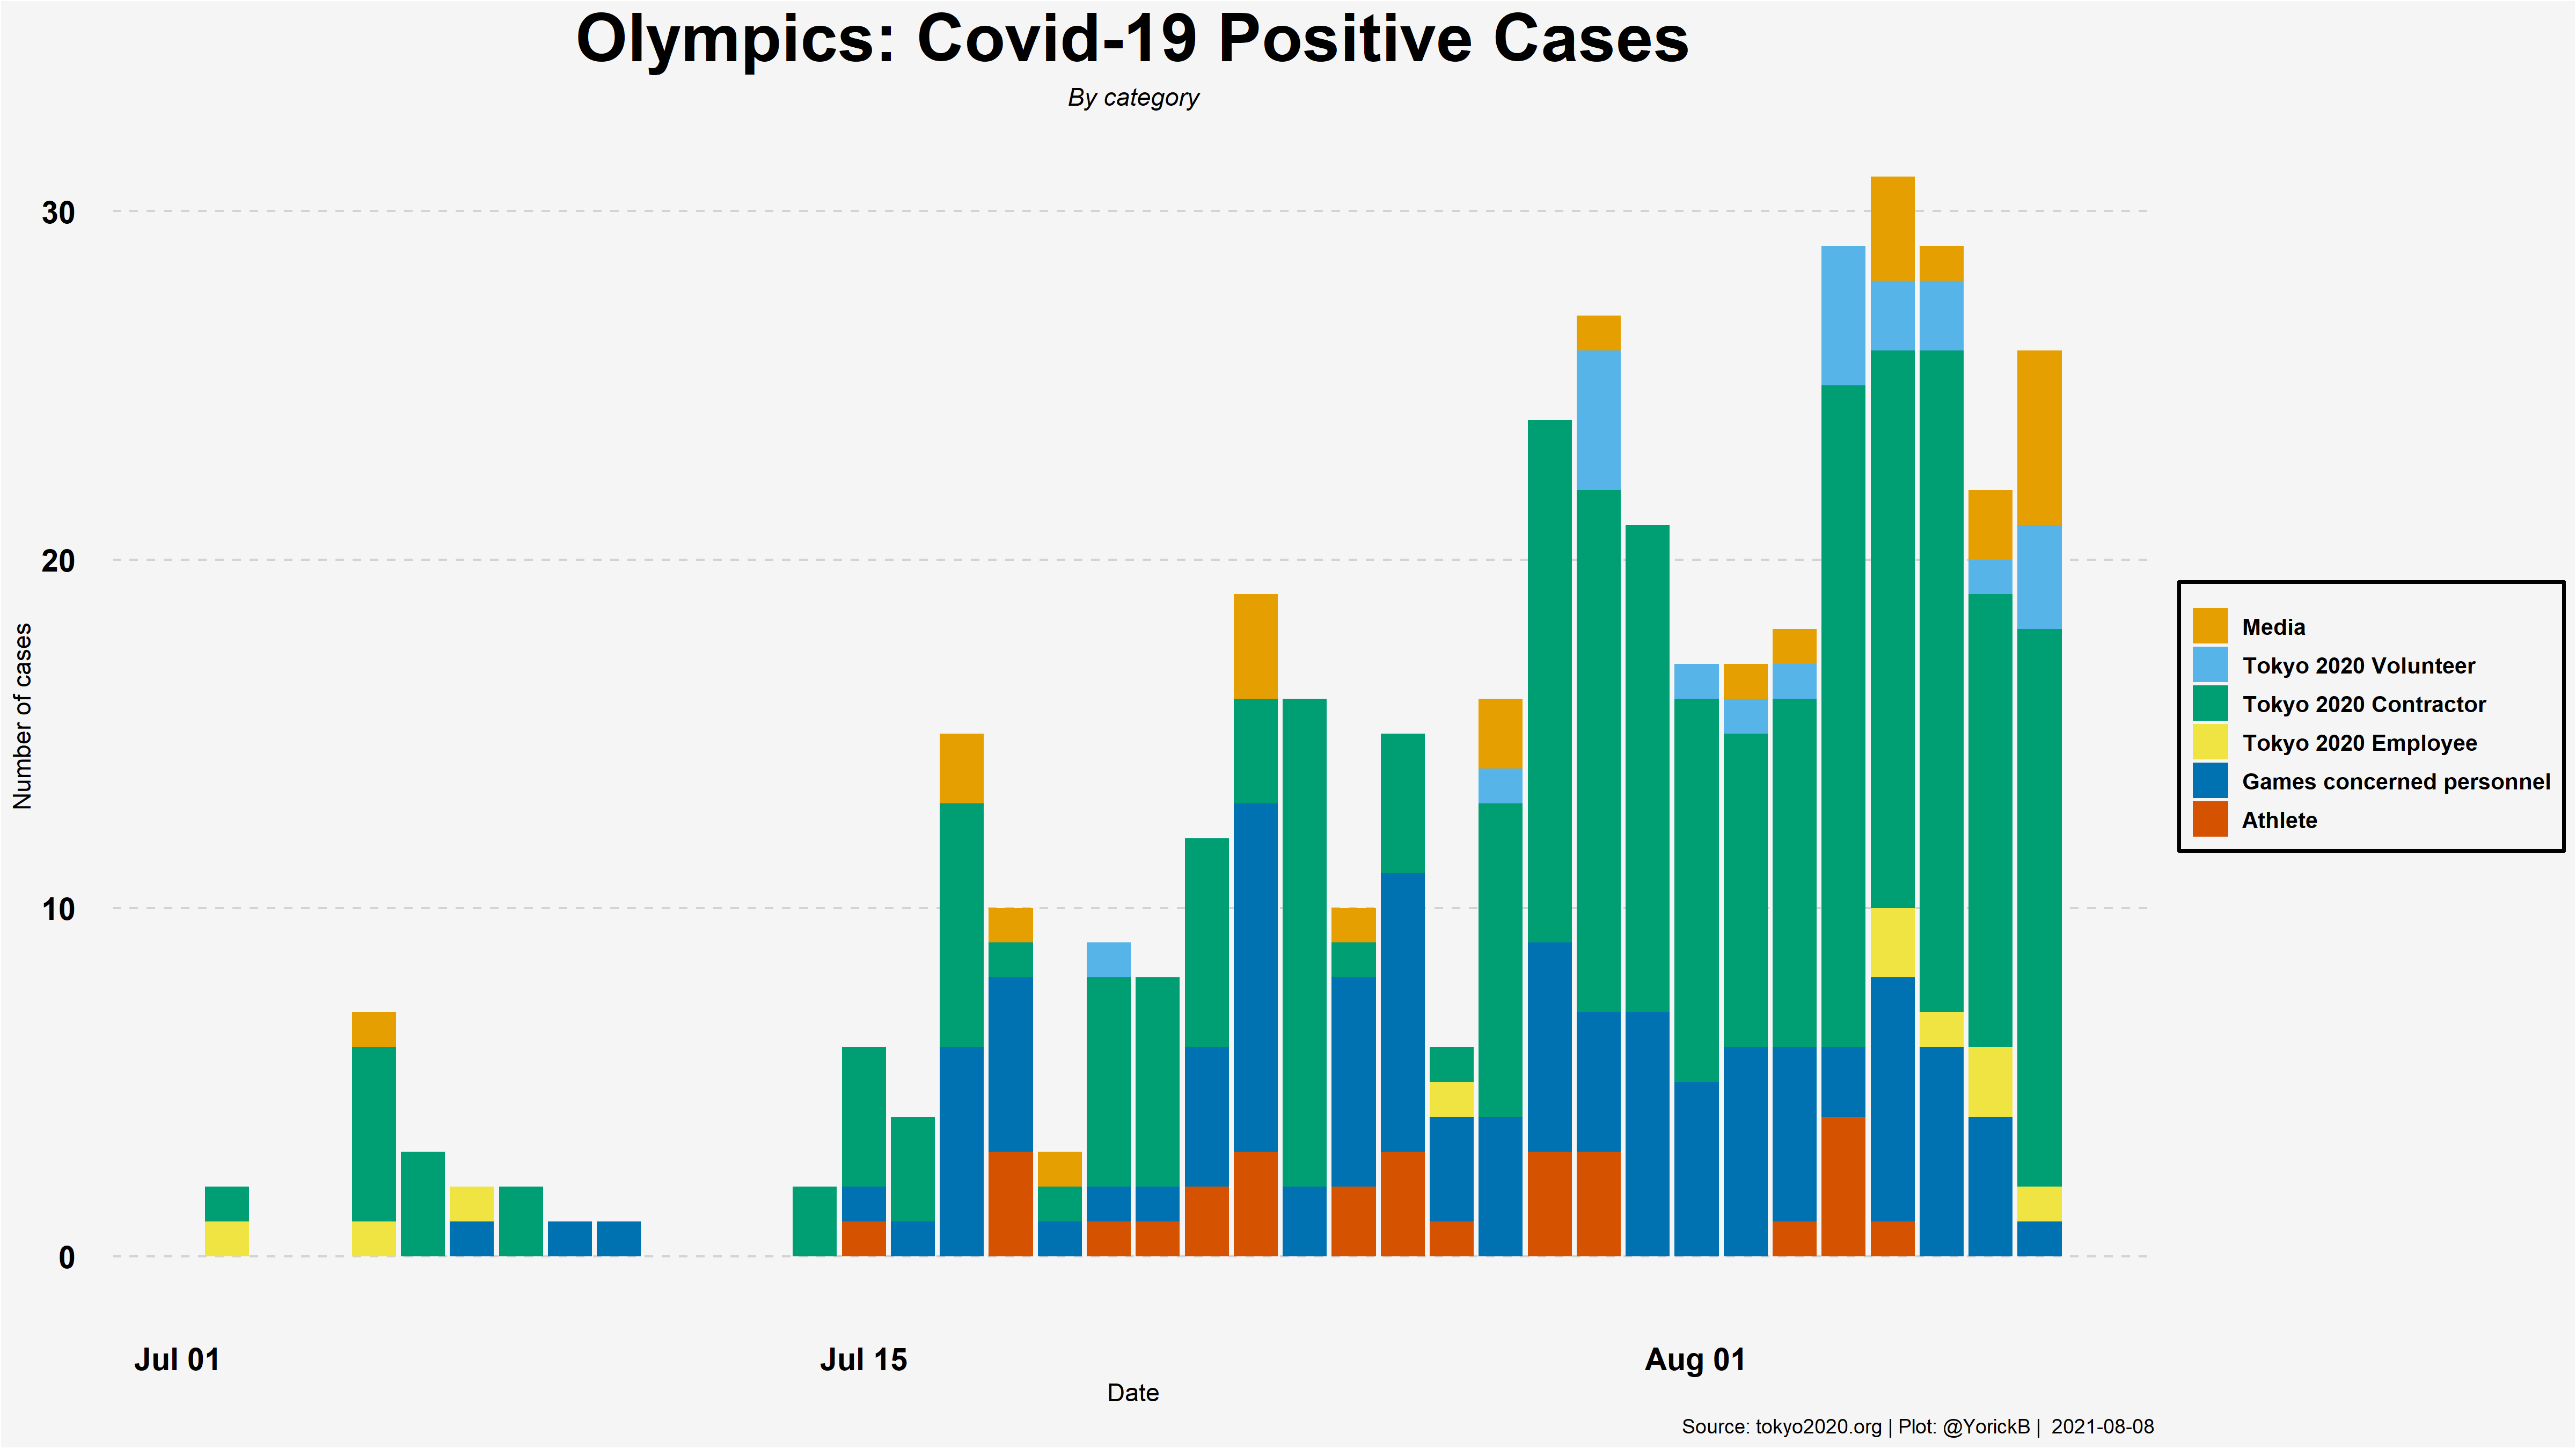 Olympics: Covid-19 Positive Cases
By category
30
20
10
0
Number of cases
Jul 01
Jul 15
Aug 01
Date
Media
Tokyo 2020 Volunteer
Tokyo 2020 Contractor
Tokyo 2020 Employee
Games concerned personnel
Athlete
Source: tokyo2020.org | Plot: @YorickB | 2021-08-08